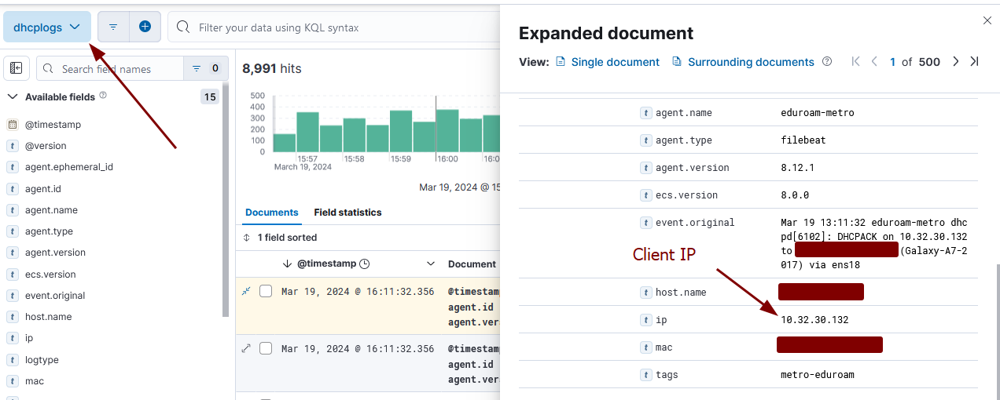 dhcplogs
Filter your data using KQL syntax
Search field names
0
Available fields
15
@timestamp
@version
agent.ephemeral_id
agent.id
agent.name
agent.type
agent.version
ecs.version
event.original
host.name
ip
logtype
mac
8,991 hits
500
400
300
200
100
0
15:57
15:58
15:59
16:00
March 19, 2024
Mar 19, 2024 @ 15
Documents
Field statistics
1 field sorted
@timestamp
Document
Mar 19, 2024 @ 16:11:32.356
@timestam
agent.id
agent.ver
Mar 19, 2024 @ 16:11:32.356
@timestam
agent.id
agent.ver
Expanded document
View: Single document Surrounding documents
1 of 500
t agent.name eduroam-metro
t agent.type filebeat
t agent.version 8.12.1
t ecs.version 8.0.0
t event.original Mar 19 13:11:32 eduroam-metro dhc
pd[6102]: DHCPACK on 10.32.30.132
to (Galaxy-A7-2
017) via ens18
Client IP
t host.name
t ip 10.32.30.132
t mac
t tags metro-eduroam